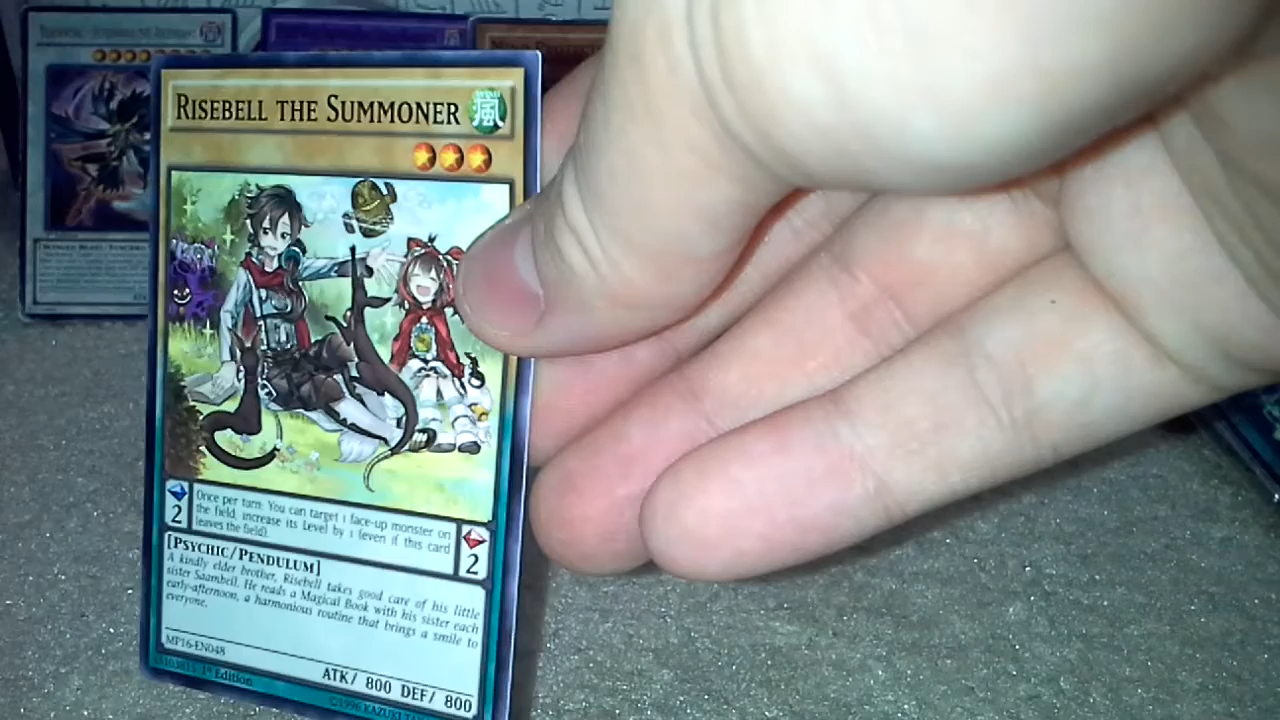 RISEBELL THE SUMMONER
WIND
風
Once per turn: You can target 1 face-up monster on
the field; increase its Level by 1 (even if this card
leaves the field).
2
2
[PSYCHIC/PENDULUM]
A kindly elder brother, Risebell takes good care of his little
sister Saambell. He reads a Magical Book with his sister each
early-afternoon, a harmonious routine that brings a smile to
everyone.
MP16-EN048
ATK/ 800 DEF/ 800
1st Edition
©1996 KAZUKI